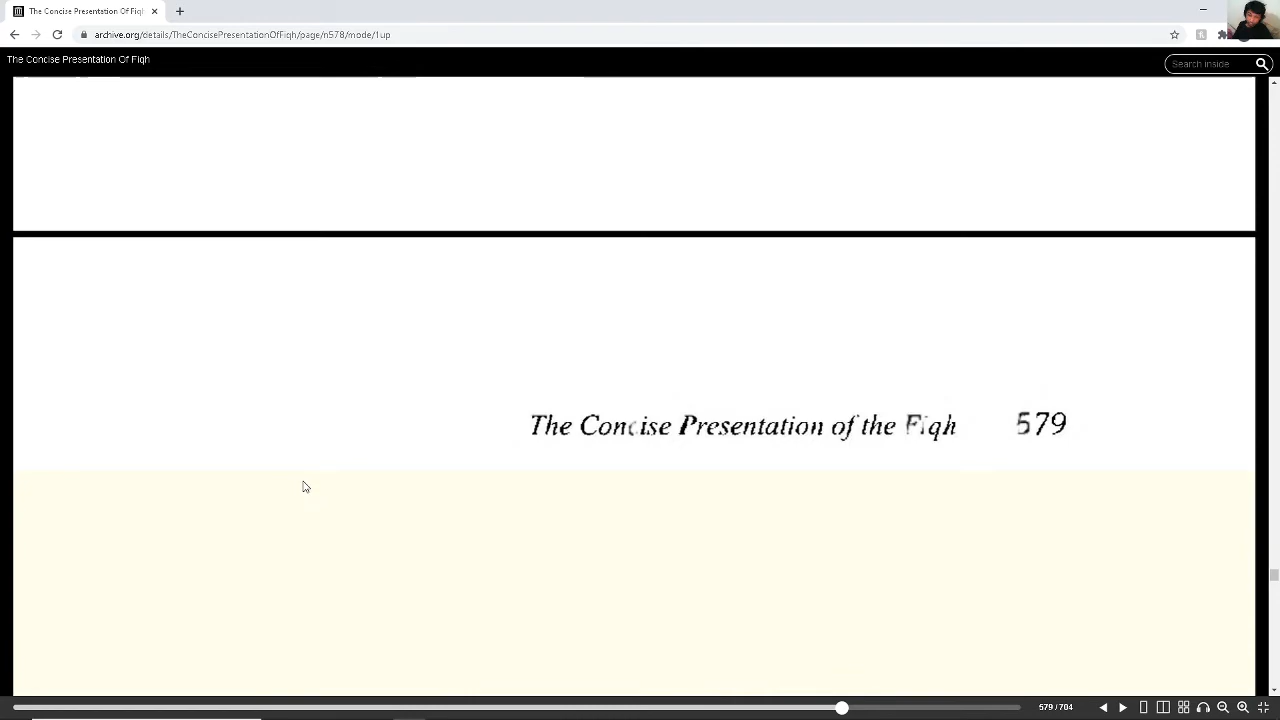 The Concise Presentation Of Fiqh
archive.org/details/TheConcisePresentationOfFiqh/page/n578/mode/1up
The Concise Presentation Of Fiqh
Search inside
The Concise Presentation of the Fiqh 579
579 / 704